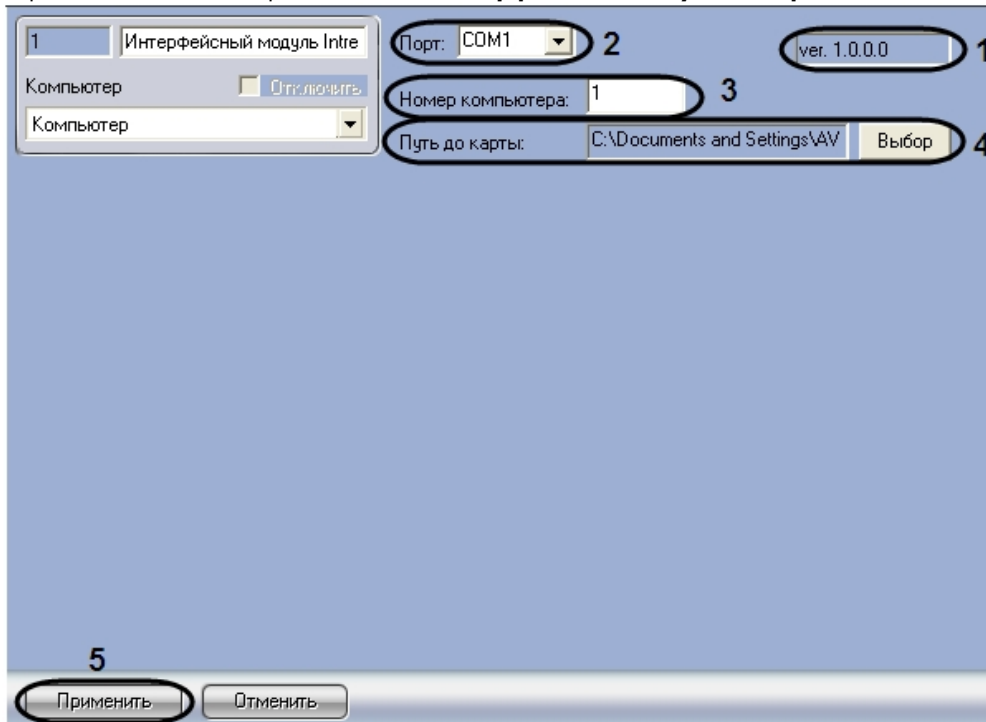 1 Интерфейсный модуль Intre
Порт: COM1 2
ver. 1.0.0.0 1
Компьютер Отключить
Номер компьютера: 1 3
Компьютер
Путь до карты: C:\Documents and Settings\AV Выбор 4
5
Применить Отменить